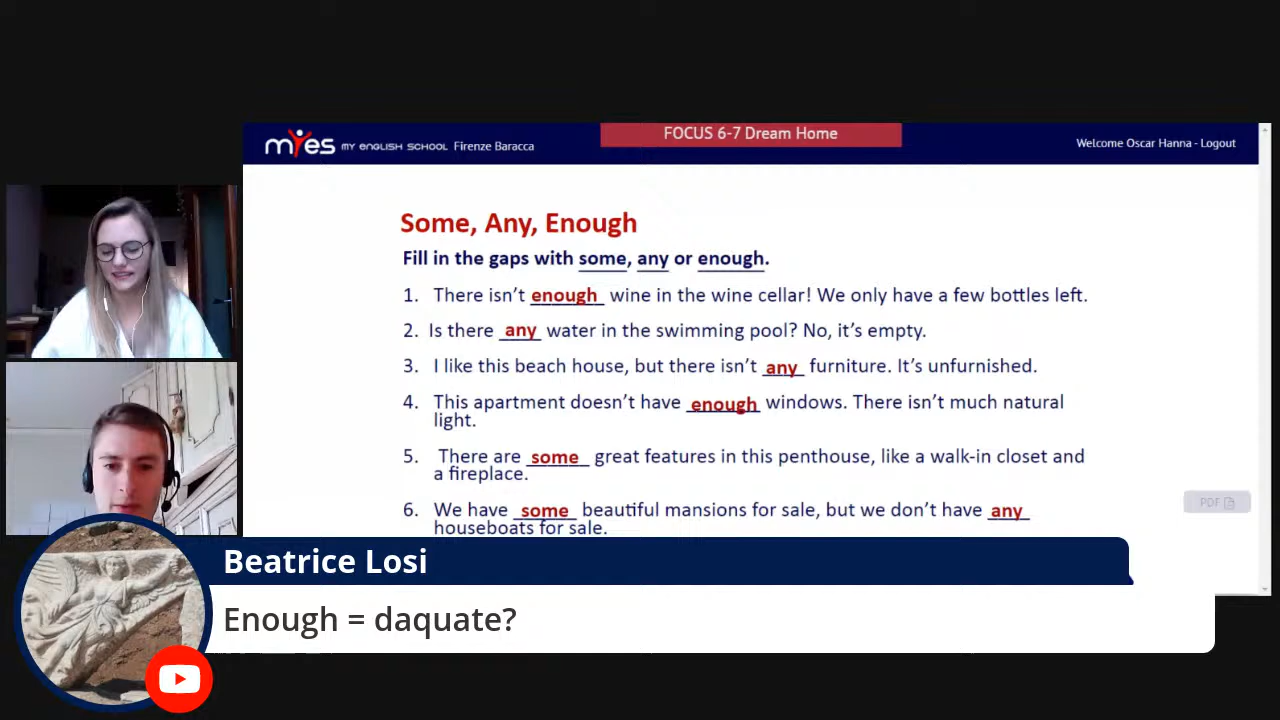 FOCUS 6-7 Dream Home
myes MY ENGLISH SCHOOL Firenze Baracca
Welcome Oscar Hanna - Logout
Some, Any, Enough
Fill in the gaps with some, any or enough.
1. There isn't enough wine in the wine cellar! We only have a few bottles left.
2. Is there any water in the swimming pool? No, it's empty.
3. I like this beach house, but there isn't any furniture. It's unfurnished.
4. This apartment doesn't have enough windows. There isn't much natural
light.
5. There are some great features in this penthouse, like a walk-in closet and
a fireplace.
6. We have some beautiful mansions for sale, but we don't have any
houseboats for sale.
PDF
Beatrice Losi
Enough = daquate?